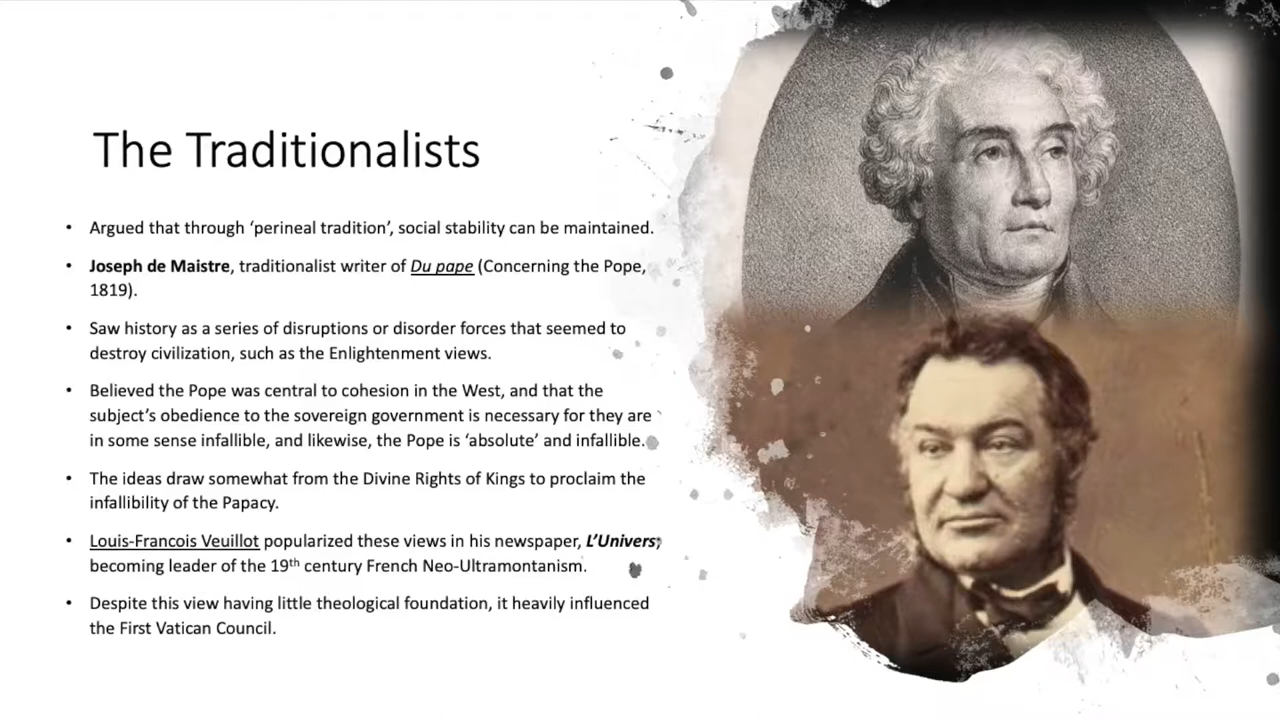 The Traditionalists
• Argued that through ‘perineal tradition’, social stability can be maintained.
• Joseph de Maistre, traditionalist writer of Du pape (Concerning the Pope,
1819).
• Saw history as a series of disruptions or disorder forces that seemed to
destroy civilization, such as the Enlightenment views.
• Believed the Pope was central to cohesion in the West, and that the
subject’s obedience to the sovereign government is necessary for they are
in some sense infallible, and likewise, the Pope is ‘absolute’ and infallible.
• The ideas draw somewhat from the Divine Rights of Kings to proclaim the
infallibility of the Papacy.
• Louis-Francois Veuillot popularized these views in his newspaper, L’Univers,
becoming leader of the 19th century French Neo-Ultramontanism.
• Despite this view having little theological foundation, it heavily influenced
the First Vatican Council.